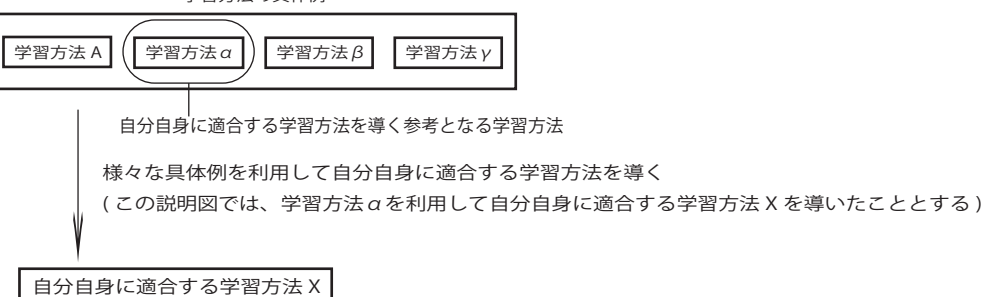 学習方法 A 学習方法α 学習方法β 学習方法γ
自分自身に適合する学習方法を導く参考となる学習方法
様々な具体例を利用して自分自身に適合する学習方法を導く
( この説明図では、学習方法αを利用して自分自身に適合する学習方法 X を導いたこととする )
自分自身に適合する学習方法 X